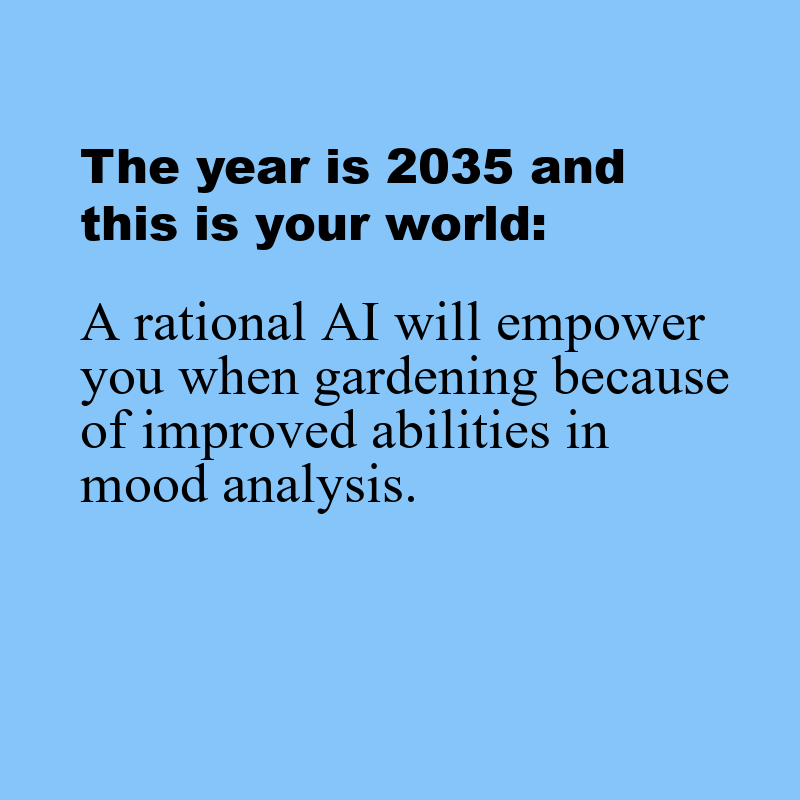 The year is 2035 and
this is your world:
A rational AI will empower
you when gardening because
of improved abilities in
mood analysis.